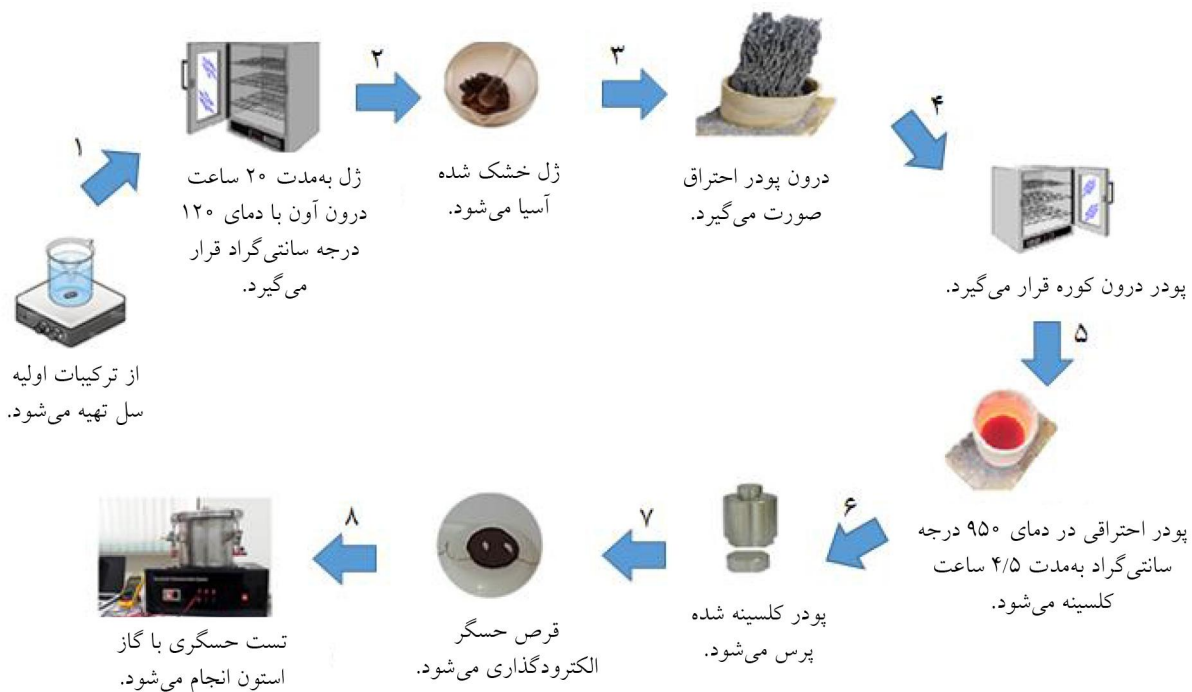 ۱
از ترکیبات اولیه
سل تهیه می‌شود.
ژل به‌مدت ۲۰ ساعت
درون آون با دمای ۱۲۰
درجه سانتی‌گراد قرار
می‌گیرد.
۲
ژل خشک شده
آسیا می‌شود.
۳
درون پودر احتراق
صورت می‌گیرد.
۴
پودر درون کوره قرار می‌گیرد.
۵
پودر احتراقی در دمای ۹۵۰ درجه
سانتی‌گراد به‌مدت ۴/۵ ساعت
کلسینه می‌شود.
۶
پودر کلسینه شده
پرس می‌شود.
۷
قرص حسگر
الکترودگذاری می‌شود.
۸
تست حسگری با گاز
استون انجام می‌شود.